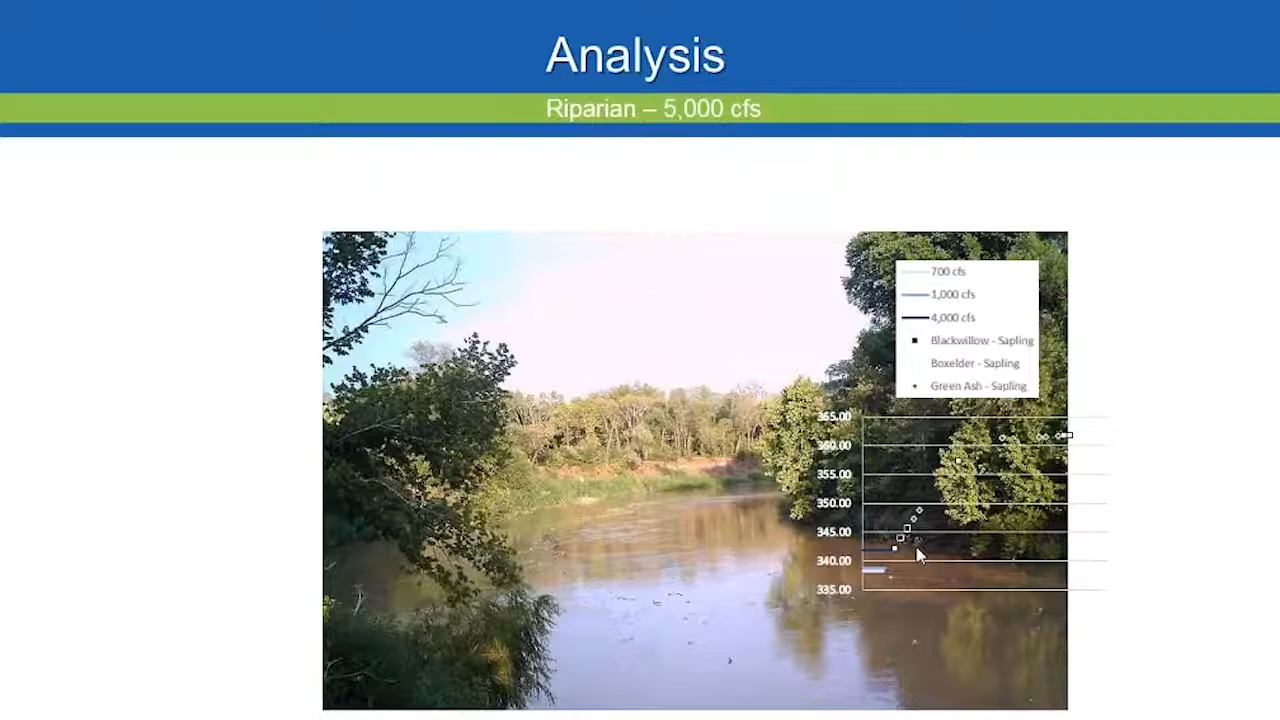 Analysis
Riparian – 5,000 cfs
700 cfs
1,000 cfs
4,000 cfs
Blackwillow - Sapling
Boxelder - Sapling
Green Ash - Sapling
365.00
360.00
355.00
350.00
345.00
340.00
335.00